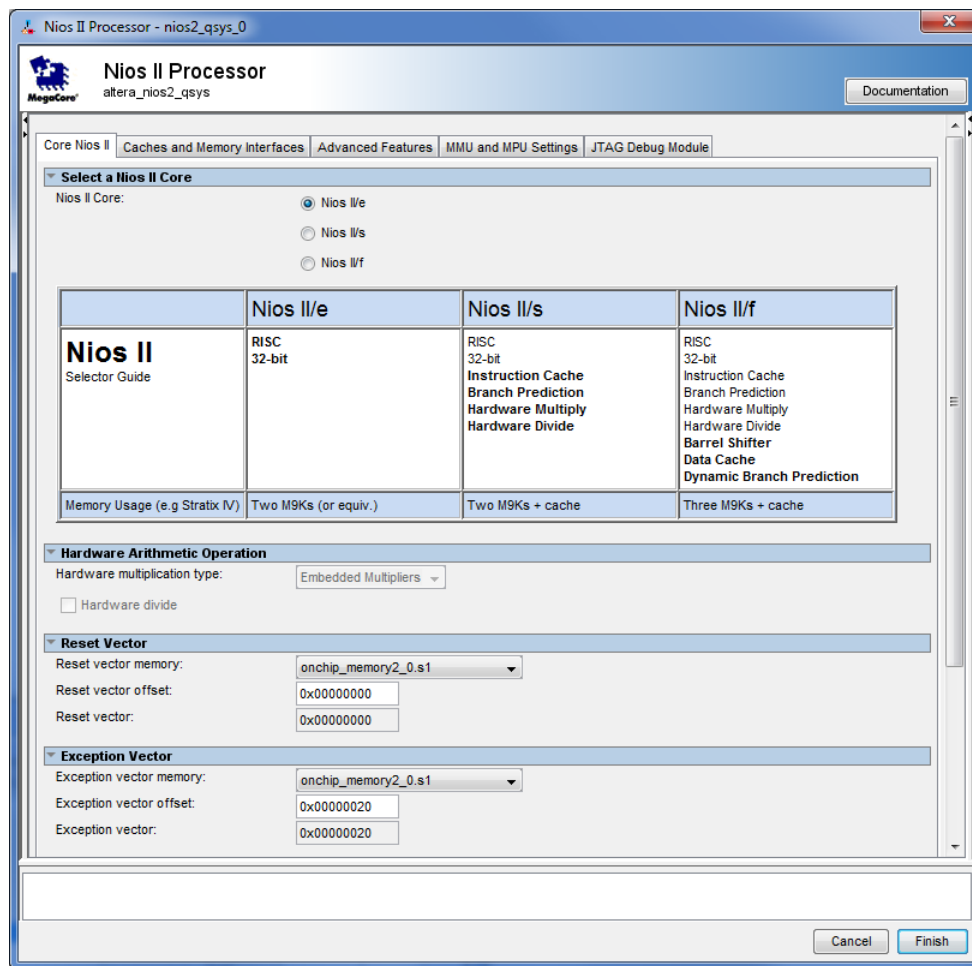 Nios II Processor - nios2_qsys_0
Nios II Processor
altera_nios2_qsys
MegaCore®
Documentation
Core Nios II Caches and Memory Interfaces Advanced Features MMU and MPU Settings JTAG Debug Module
Select a Nios II Core
Nios II Core:
Nios II/e
Nios II/s
Nios II/f
Nios II/e Nios II/s Nios II/f
Nios II
Selector Guide
RISC
32-bit
RISC
32-bit
Instruction Cache
Branch Prediction
Hardware Multiply
Hardware Divide
RISC
32-bit
Instruction Cache
Branch Prediction
Hardware Multiply
Hardware Divide
Barrel Shifter
Data Cache
Dynamic Branch Prediction
Memory Usage (e.g Stratix IV) Two M9Ks (or equiv.) Two M9Ks + cache Three M9Ks + cache
Hardware Arithmetic Operation
Hardware multiplication type: Embedded Multipliers
Hardware divide
Reset Vector
Reset vector memory: onchip_memory2_0.s1
Reset vector offset: 0x00000000
Reset vector: 0x00000000
Exception Vector
Exception vector memory: onchip_memory2_0.s1
Exception vector offset: 0x00000020
Exception vector: 0x00000020
Cancel Finish